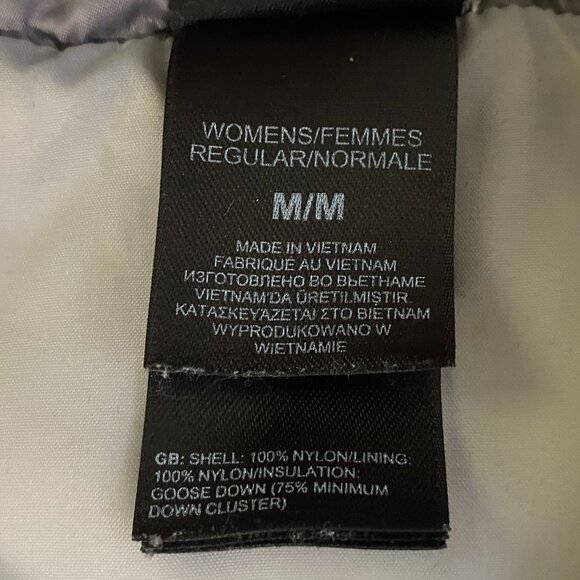 WOMENS/FEMMES
REGULAR/NORMALE
M/M
MADE IN VIETNAM
FABRIQUÉ AU VIETNAM
ИЗГОТОВЛЕНО ВО ВЬЕТНАМЕ
VIETNAM'DA ÜRETILMIŞTIR.
ΚΑΤΑΣΚΕΥΑΖΕΤΑΙ ΣΤΟ ΒΙΕΤΝΑΜ
WYPRODUKOWANO W
WIETNAMIE
GB: SHELL: 100% NYLON/LINING:
100% NYLON/INSULATION:
GOOSE DOWN (75% MINIMUM
DOWN CLUSTER)